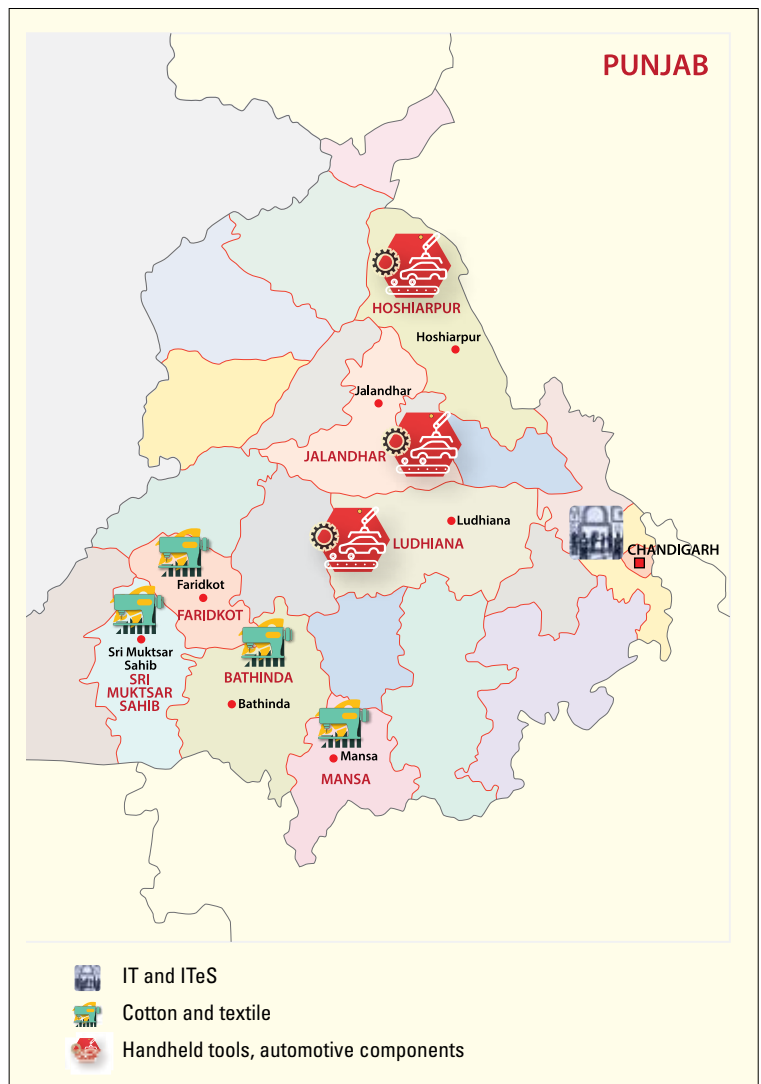 PUNJAB
HOSHIARPUR
Hoshiarpur
Jalandhar
JALANDHAR
Ludhiana
LUDHIANA
CHANDIGARH
Faridkot
FARIDKOT
Sri Muktsar
Sahib
SRI
MUKTSAR
SAHIB
BATHINDA
Bathinda
Mansa
MANSA
IT and ITeS
Cotton and textile
Handheld tools, automotive components